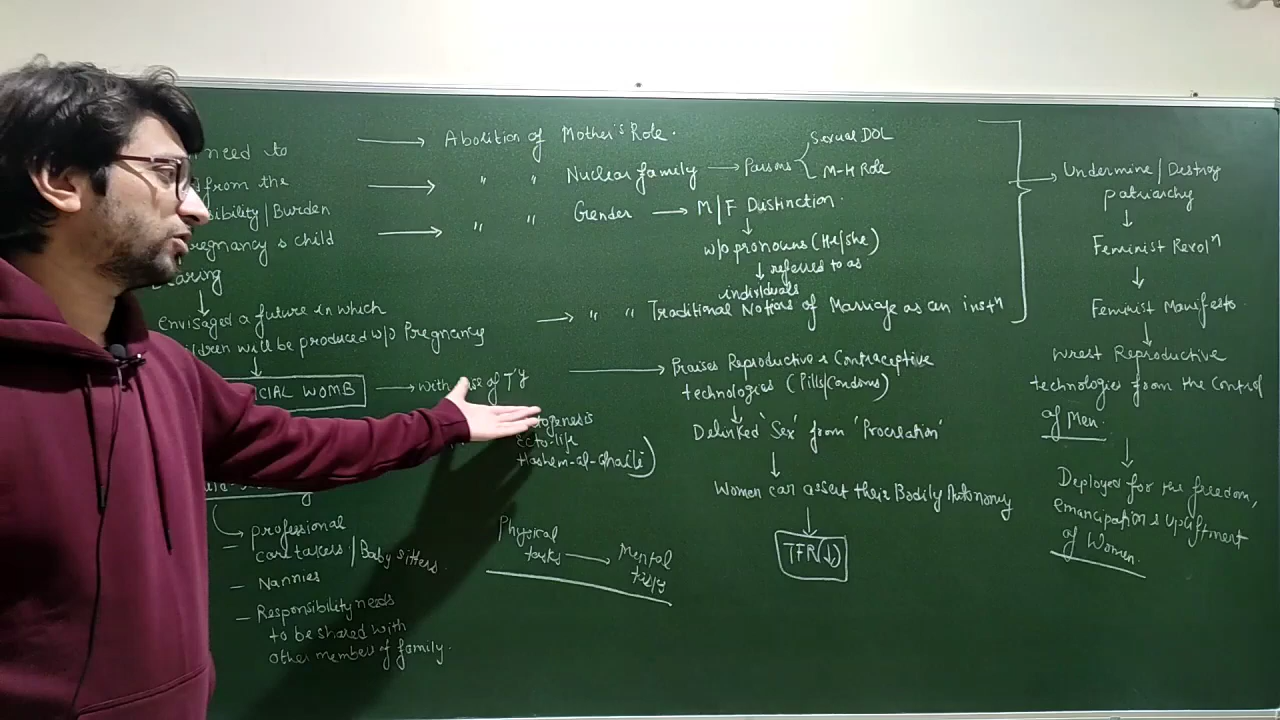 need to
from the
Burden
regnancy & child
Envisaged a future in which
children will be produced w/o Pregnancy
CIAL WOMB → with use of T'y
Ectogenesis
Ecto-life
Hashem-al-Ghaili)
→ professional
care takers / Baby sitters.
— Nannies
— Responsibility needs
to be shared with
other members of family.
Physical
tasks → Mental
tasks
→ Abolition of Mother's Role.
→ " " Nuclear family → Parsons
Sexual DOL
M-H Role
→ " " Gender → M/F Distinction.
w/o pronouns (He/She)
↓ referred to as
individuals
→ " " Traditional Notions of Marriage as an instⁿ
→ Praises Reproductive & Contraceptive
technologies (Pills/Condoms)
Delinked 'Sex' from 'Procreation'
Women can assert their Bodily Autonomy
TFR(↓)
→ Undermine / Destroy
patriarchy
Feminist Revolⁿ
Feminist Manifesto.
Wrest Reproductive
technologies from the control
of Men.
Deployed for the freedom,
emancipation & upliftment
of Women.